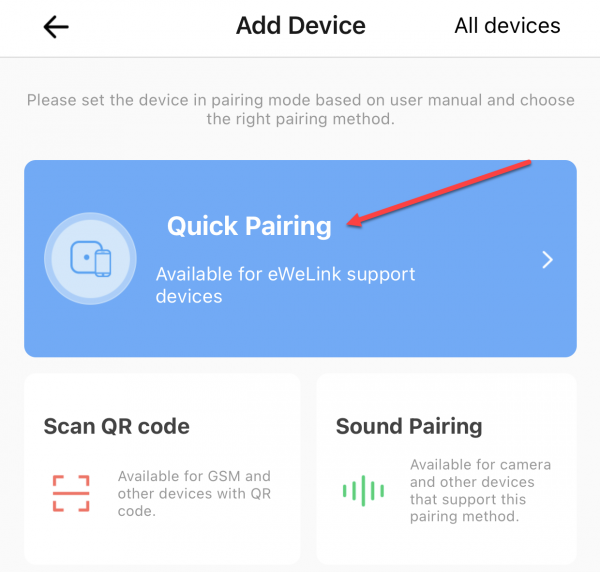 Add Device
All devices
Please set the device in pairing mode based on user manual and choose
the right pairing method.
Quick Pairing
Available for eWeLink support
devices
Scan QR code
Available for GSM and
other devices with QR
code.
Sound Pairing
Available for camera
and other devices
that support this
pairing method.